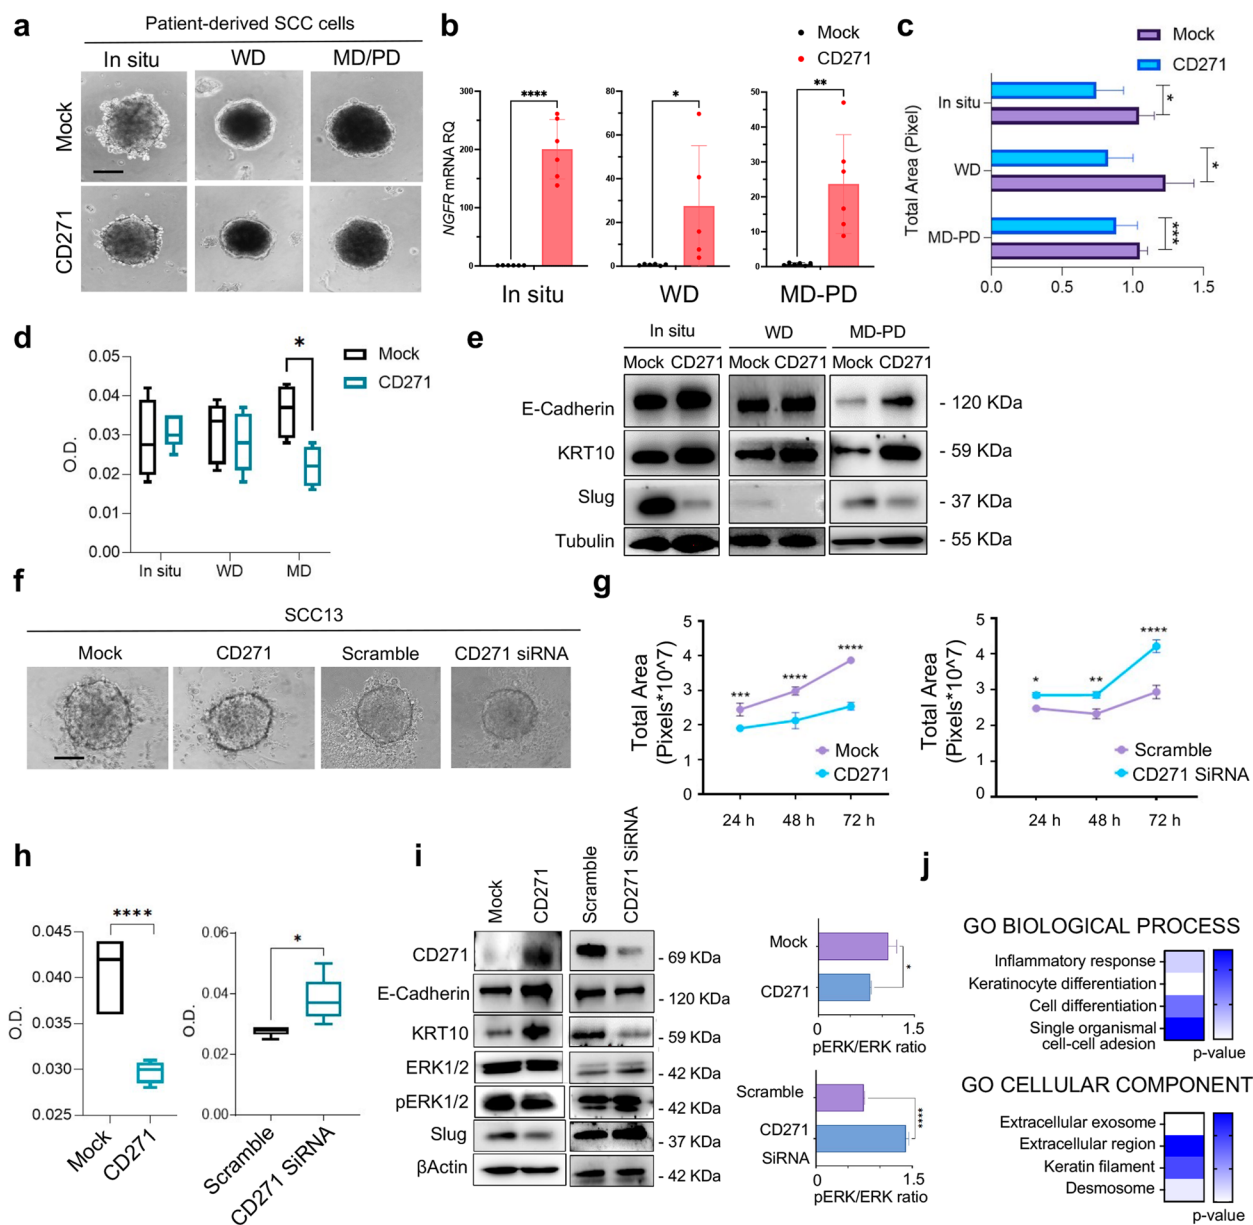 a
Patient-derived SCC cells
In situ WD MD/PD
Mock
CD271
b
Mock
CD271
NGFR mRNA RQ
300
200
100
0
****
In situ
80
60
40
20
0
*
WD
50
40
30
20
10
0
**
MD-PD
c
Mock
CD271
Total Area (Pixel)
In situ
WD
MD-PD
*
*
***
0.0 0.5 1.0 1.5
d
Mock
CD271
O.D.
0.05
0.04
0.03
0.02
0.01
0.00
*
In situ WD MD
e
In situ WD MD-PD
Mock CD271 Mock CD271 Mock CD271
E-Cadherin - 120 KDa
KRT10 - 59 KDa
Slug - 37 KDa
Tubulin - 55 KDa
f
SCC13
Mock CD271 Scramble CD271 siRNA
g
Total Area
(Pixels*10^7)
5
4
3
2
1
0
*** **** ****
Mock
CD271
24 h 48 h 72 h
Total Area
(Pixels*10^7)
5
4
3
2
1
0
* ** ****
Scramble
CD271 SiRNA
24 h 48 h 72 h
h
O.D.
0.045
0.040
0.035
0.030
0.025
****
Mock
CD271
O.D.
0.06
0.04
0.02
0.00
*
Scramble
CD271 SiRNA
i
Mock
CD271
Scramble
CD271 SiRNA
CD271 - 69 KDa
E-Cadherin - 120 KDa
KRT10 - 59 KDa
ERK1/2 - 42 KDa
pERK1/2 - 42 KDa
Slug - 37 KDa
βActin - 42 KDa
Mock
CD271
*
0 1.5
pERK/ERK ratio
Scramble
CD271
SiRNA
****
0 1.5
pERK/ERK ratio
j
GO BIOLOGICAL PROCESS
Inflammatory response
Keratinocyte differentiation
Cell differentiation
Single organismal
cell-cell adesion
p-value
GO CELLULAR COMPONENT
Extracellular exosome
Extracellular region
Keratin filament
Desmosome
p-value